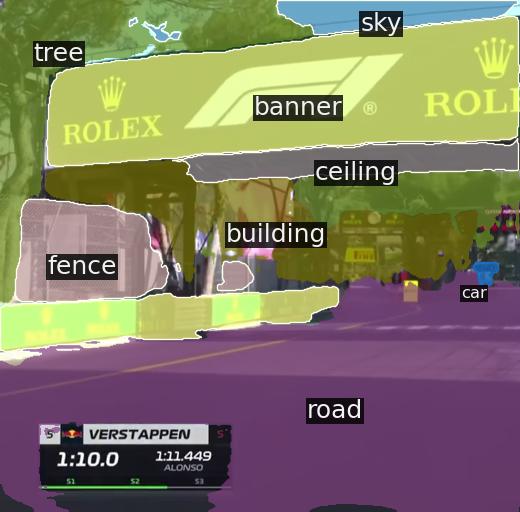 sky
tree
ROLEX
banner
®
ROL
ceiling
building
fence
car
road
5 VERSTAPPEN S
1:10.0
1:11.449
ALONSO
S1 S2 S3